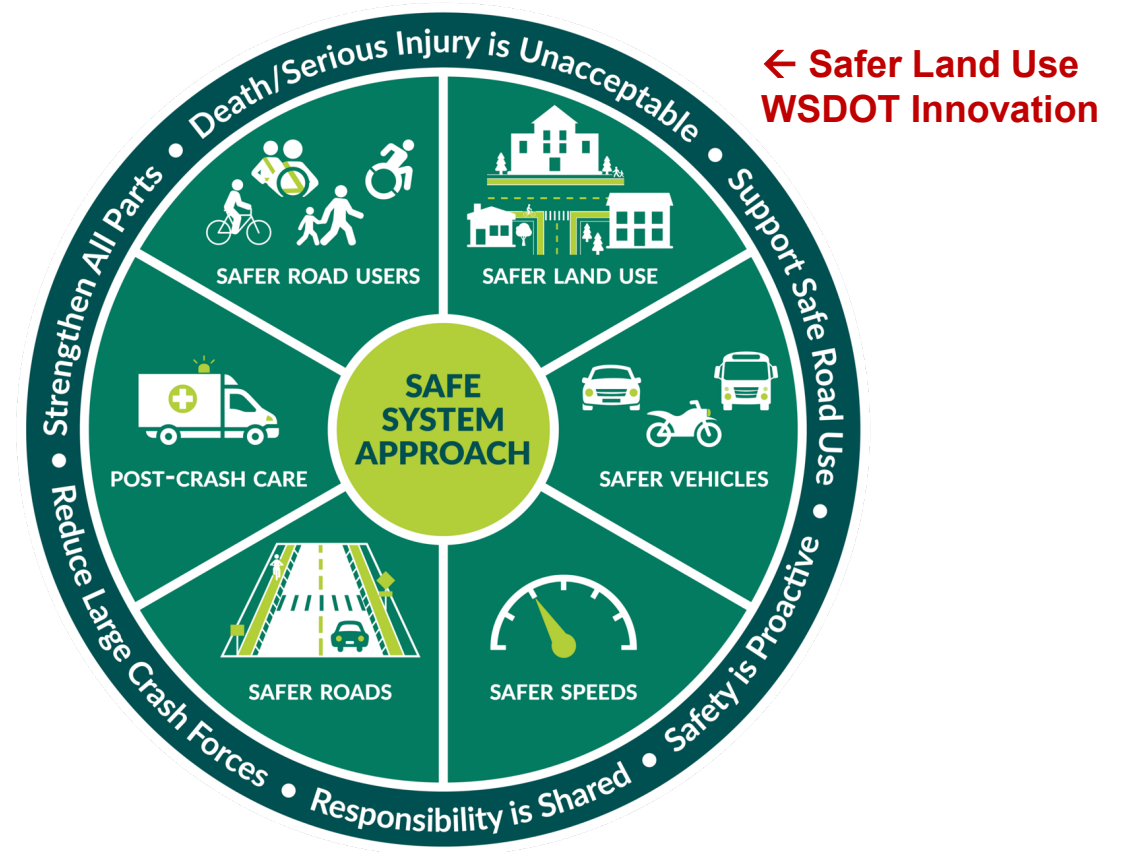 ← Safer Land Use
WSDOT Innovation
Death/Serious Injury is Unacceptable • Support Safe Road Use • Safety is Proactive • Responsibility is Shared • Reduce Large Crash Forces • Strengthen All Parts •
SAFER ROAD USERS
SAFER LAND USE
SAFE
SYSTEM
APPROACH
POST-CRASH CARE
SAFER VEHICLES
SAFER ROADS
SAFER SPEEDS